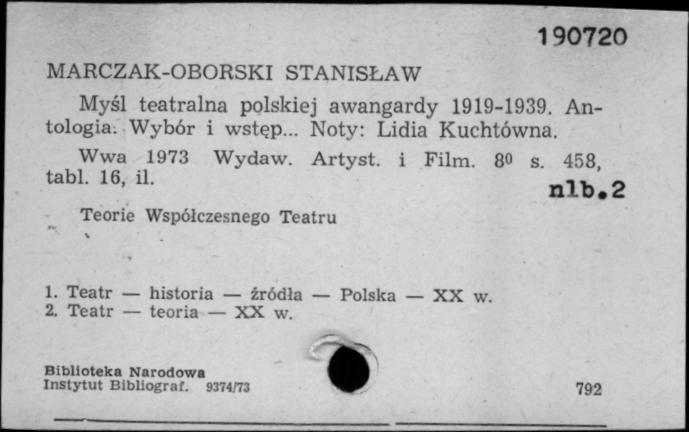 190720
MARCZAK-OBORSKI STANISŁAW
Myśl teatralna polskiej awangardy 1919-1939. An-
tologia. Wybór i wstęp... Noty: Lidia Kuchtówna.
Wwa 1973 Wydaw. Artyst. i Film. 8⁰ s. 458,
tabl. 16, il.
nlb.2
Teorie Współczesnego Teatru
1. Teatr — historia — źródła — Polska — XX w.
2. Teatr — teoria — XX w.
Biblioteka Narodowa
Instytut Bibliograf. 9374/73
792